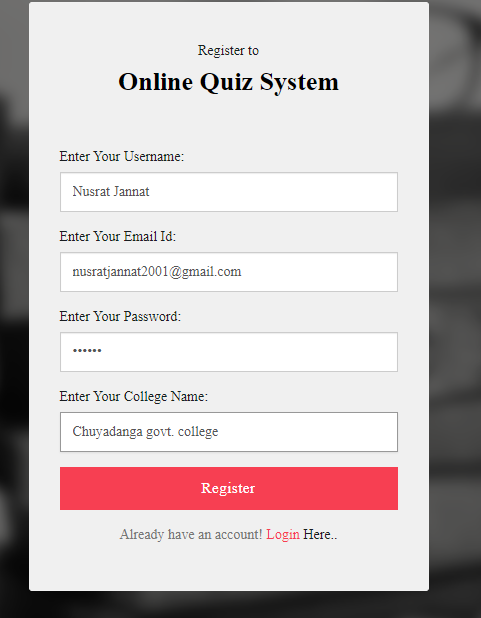 Register to
Online Quiz System
Enter Your Username:
Nusrat Jannat
Enter Your Email Id:
nusratjannat2001@gmail.com
Enter Your Password:
••••••
Enter Your College Name:
Chuyadanga govt. college
Register
Already have an account! Login Here..